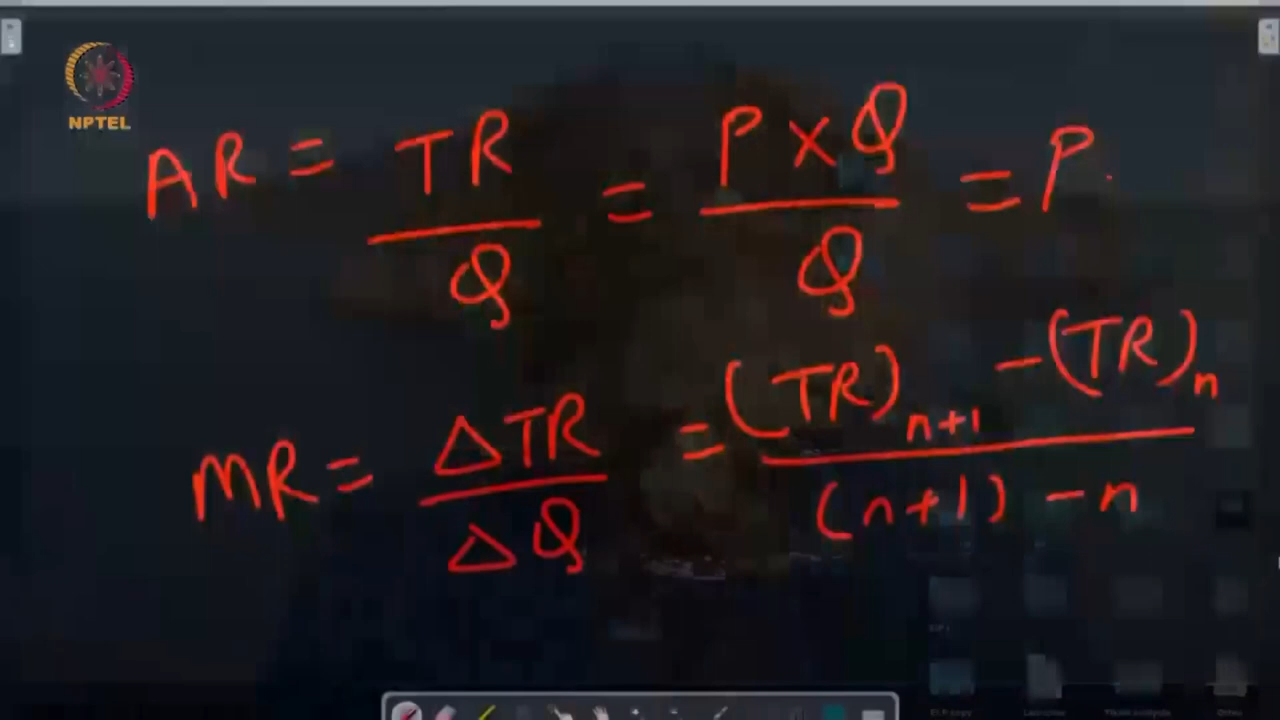 NPTEL
AR = TR / Q = P × Q / Q = P.
MR = ΔTR / ΔQ = (TR)n+1 - (TR)n / (n+1) - n